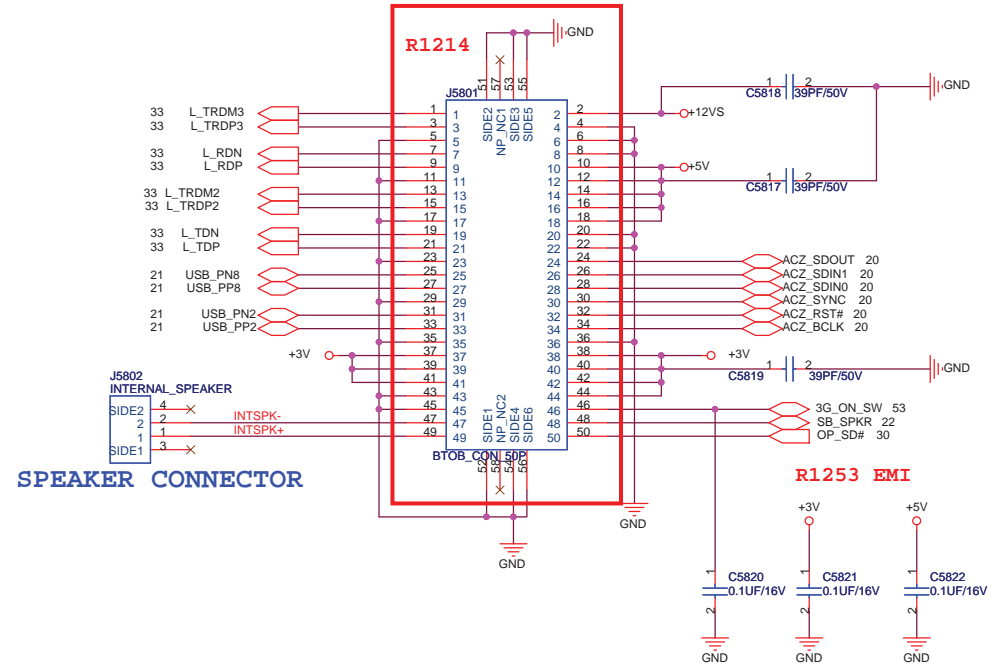 R1214
GND
51 57 53 55
J5801
SIDE2 NP_NC1 SIDE3 SIDE5
33 L_TRDM3 1 1
33 L_TRDP3 3 3
5 5
33 L_RDN 7 7
33 L_RDP 9 9
11 11
33 L_TRDM2 13 13
33 L_TRDP2 15 15
17 17
33 L_TDN 19 19
33 L_TDP 21 21
23 23
21 USB_PN8 25 25
21 USB_PP8 27 27
29 29
21 USB_PN2 31 31
21 USB_PP2 33 33
35 35
+3V 37 37
39 39
41 41
43 43
45 45
INTSPK- 47 47
INTSPK+ 49 49
2 2 +12VS
4 4
6 6
8 8
10 10 +5V
12 12
14 14
16 16
18 18
20 20
22 22
24 24 ACZ_SDOUT 20
26 26 ACZ_SDIN1 20
28 28 ACZ_SDIN0 20
30 30 ACZ_SYNC 20
32 32 ACZ_RST# 20
34 34 ACZ_BCLK 20
36 36
38 38 +3V
40 40
42 42
44 44
46 46 3G_ON_SW 53
48 48 SB_SPKR 22
50 50 OP_SD# 30
SIDE1 NP_NC2 SIDE4 SIDE6
BTOB_CON_50P
52 58 54 56
GND
GND
1 2
C5818 39PF/50V
GND
1 2
C5817 39PF/50V
1 2
C5819 39PF/50V
GND
J5802
INTERNAL_SPEAKER
SIDE2 4
2 2
1 1
SIDE1 3
SPEAKER CONNECTOR
R1253 EMI
+3V
+5V
1 C5820
0.1UF/16V
2
GND
1 C5821
0.1UF/16V
2
GND
1 C5822
0.1UF/16V
2
GND